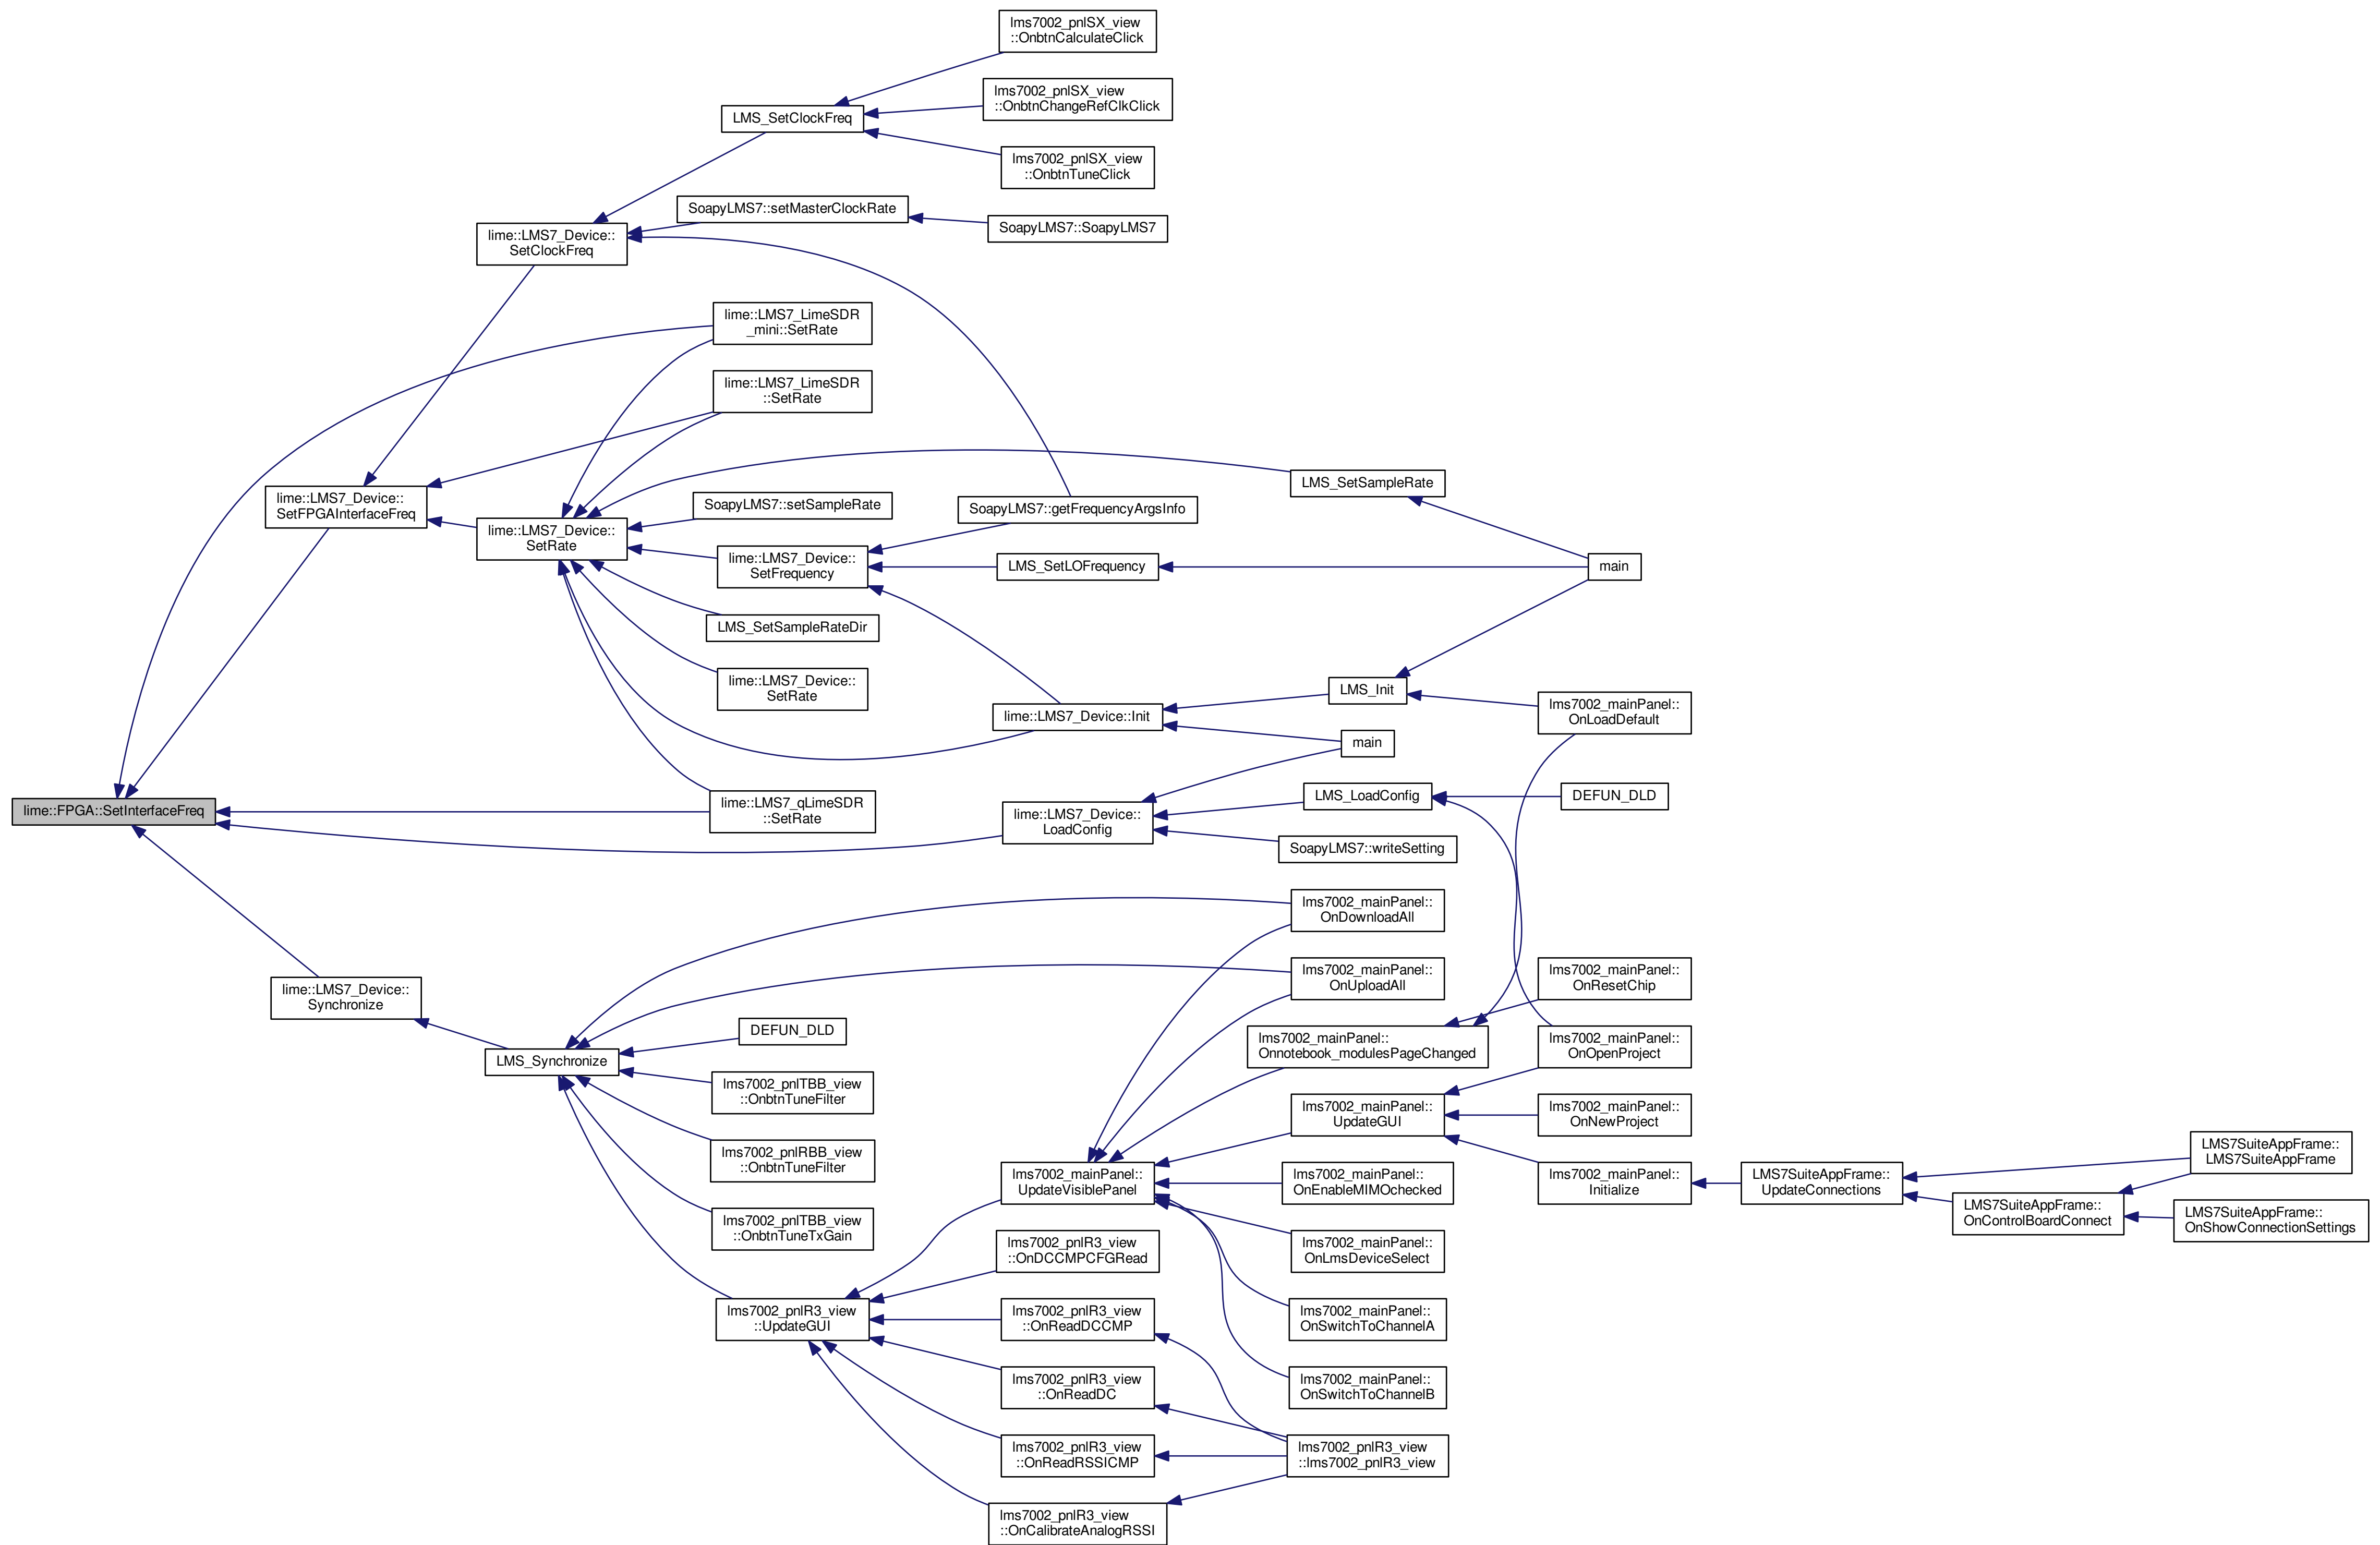 lms7002_pnlSX_view
::OnbtnCalculateClick
lms7002_pnlSX_view
::OnbtnChangeRefClkClick
LMS_SetClockFreq
lms7002_pnlSX_view
::OnbtnTuneClick
SoapyLMS7::setMasterClockRate
SoapyLMS7::SoapyLMS7
lime::LMS7_Device::
SetClockFreq
lime::LMS7_LimeSDR
_mini::SetRate
lime::LMS7_LimeSDR
::SetRate
LMS_SetSampleRate
lime::LMS7_Device::
SetFPGAInterfaceFreq
SoapyLMS7::setSampleRate
SoapyLMS7::getFrequencyArgsInfo
lime::LMS7_Device::
SetRate
lime::LMS7_Device::
SetFrequency
LMS_SetLOFrequency
main
LMS_SetSampleRateDir
lime::LMS7_Device::
SetRate
LMS_Init
lime::LMS7_Device::Init
lms7002_mainPanel::
OnLoadDefault
main
lime::FPGA::SetInterfaceFreq
lime::LMS7_qLimeSDR
::SetRate
LMS_LoadConfig
DEFUN_DLD
lime::LMS7_Device::
LoadConfig
SoapyLMS7::writeSetting
lms7002_mainPanel::
OnDownloadAll
lms7002_mainPanel::
OnUploadAll
lms7002_mainPanel::
OnResetChip
lime::LMS7_Device::
Synchronize
DEFUN_DLD
lms7002_mainPanel::
Onnotebook_modulesPageChanged
lms7002_mainPanel::
OnOpenProject
LMS_Synchronize
lms7002_pnlTBB_view
::OnbtnTuneFilter
lms7002_mainPanel::
UpdateGUI
lms7002_mainPanel::
OnNewProject
lms7002_pnlRBB_view
::OnbtnTuneFilter
lms7002_mainPanel::
UpdateVisiblePanel
lms7002_mainPanel::
OnEnableMIMOchecked
lms7002_mainPanel::
Initialize
LMS7SuiteAppFrame::
UpdateConnections
LMS7SuiteAppFrame::
LMS7SuiteAppFrame
LMS7SuiteAppFrame::
OnControlBoardConnect
LMS7SuiteAppFrame::
OnShowConnectionSettings
lms7002_pnlTBB_view
::OnbtnTuneTxGain
lms7002_pnlR3_view
::OnDCCMPCFGRead
lms7002_mainPanel::
OnLmsDeviceSelect
lms7002_pnlR3_view
::UpdateGUI
lms7002_pnlR3_view
::OnReadDCCMP
lms7002_mainPanel::
OnSwitchToChannelA
lms7002_pnlR3_view
::OnReadDC
lms7002_mainPanel::
OnSwitchToChannelB
lms7002_pnlR3_view
::OnReadRSSICMP
lms7002_pnlR3_view
::lms7002_pnlR3_view
lms7002_pnlR3_view
::OnCalibrateAnalogRSSI